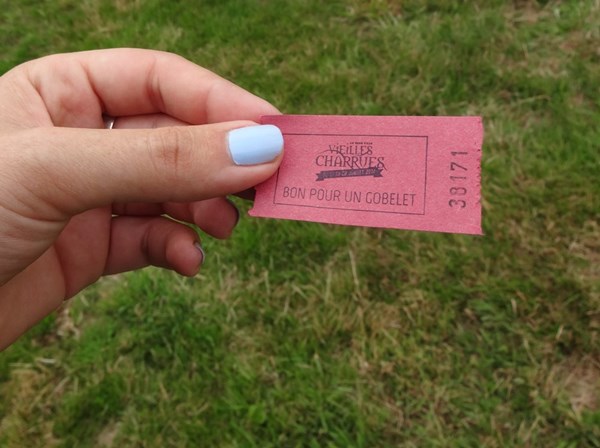 VIEILLES
CHARRUES
BON POUR UN GOBELET
38171